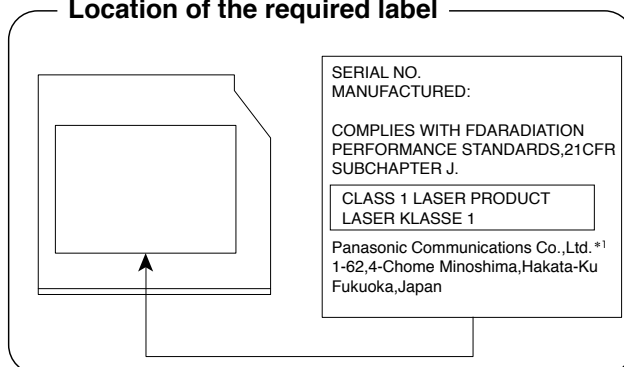 Location of the required label
SERIAL NO.
MANUFACTURED:
COMPLIES WITH FDARADIATION
PERFORMANCE STANDARDS,21CFR
SUBCHAPTER J.
CLASS 1 LASER PRODUCT
LASER KLASSE 1
Panasonic Communications Co.,Ltd.*1
1-62,4-Chome Minoshima,Hakata-Ku
Fukuoka,Japan